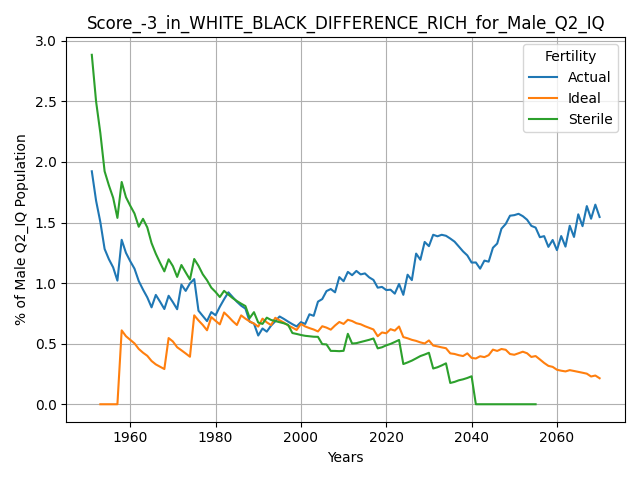 Score_-3_in_WHITE_BLACK_DIFFERENCE_RICH_for_Male_Q2_IQ
3.0
2.5
2.0
1.5
1.0
0.5
0.0
% of Male Q2_IQ Population
Fertility
Actual
Ideal
Sterile
1960
1980
2000
2020
2040
2060
Years